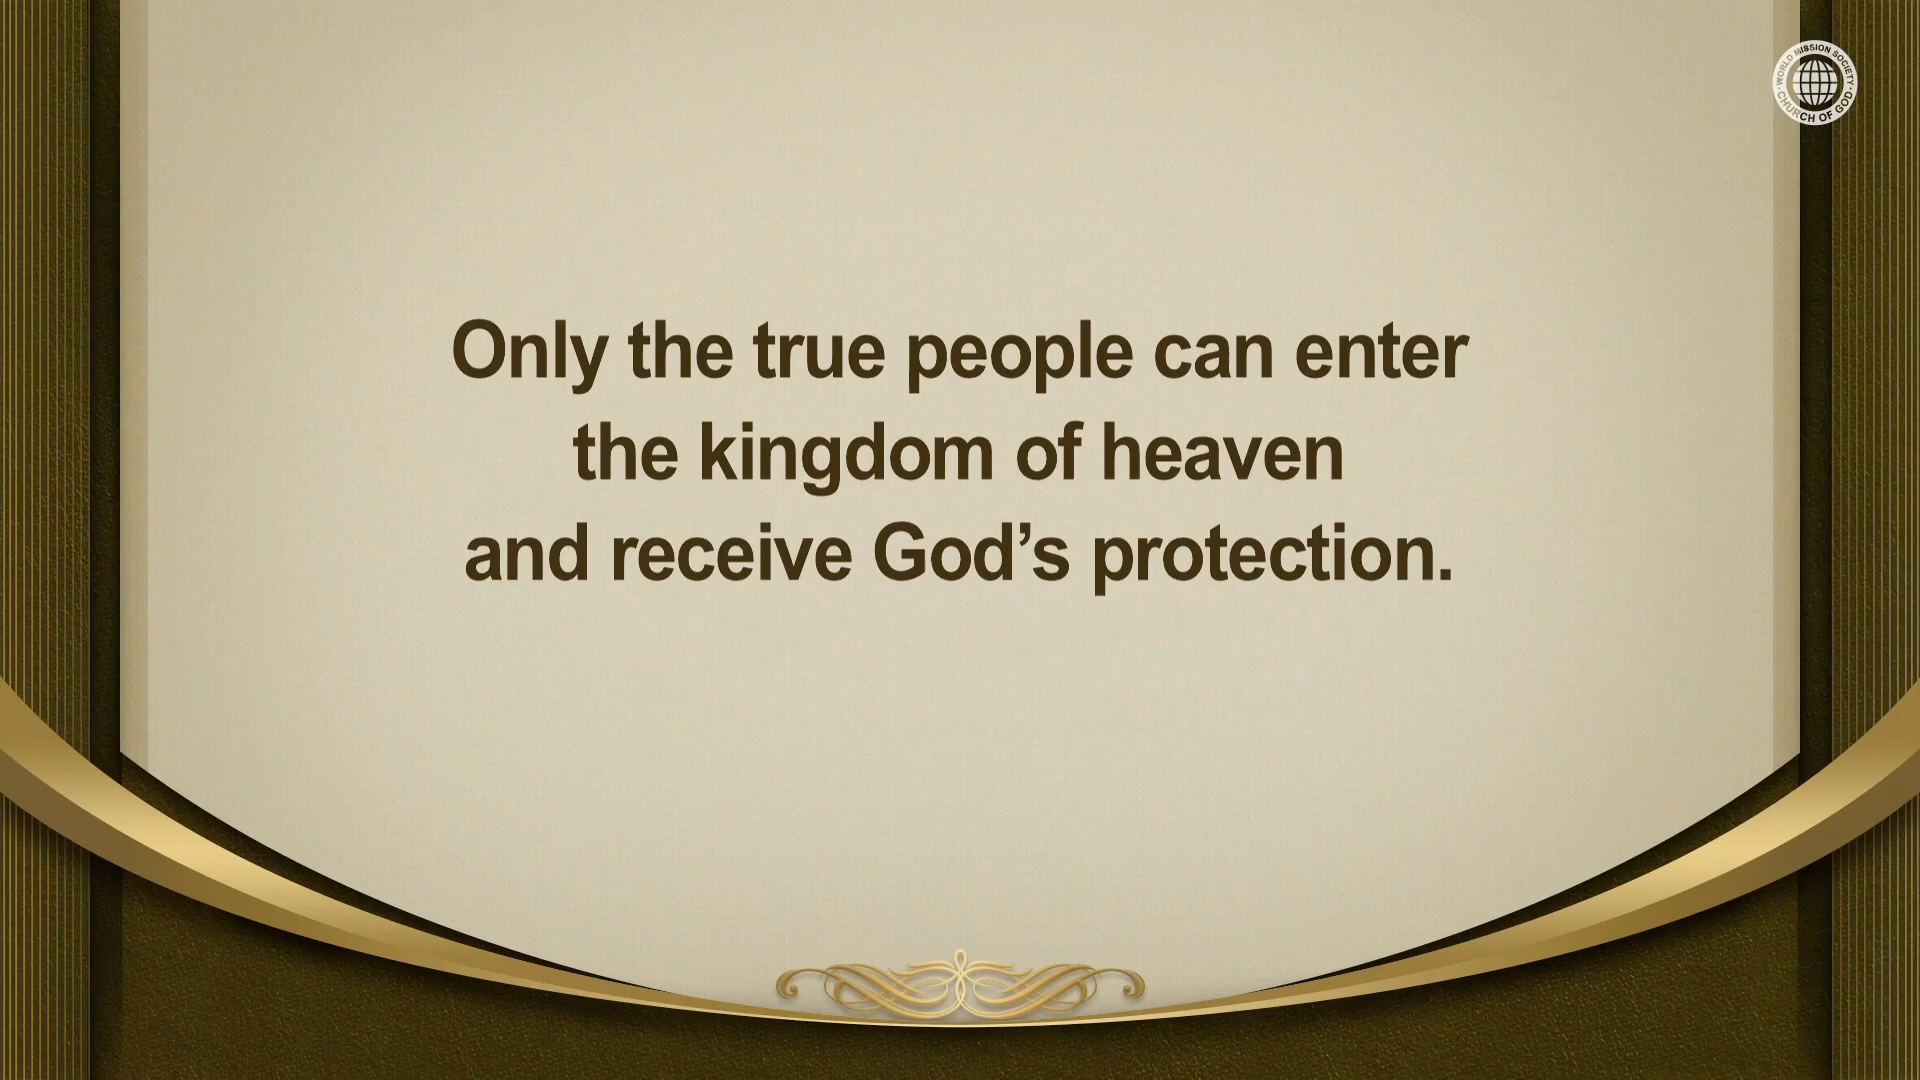 WORLD MISSION SOCIETY
CHURCH OF GOD
Only the true people can enter
the kingdom of heaven
and receive God’s protection.